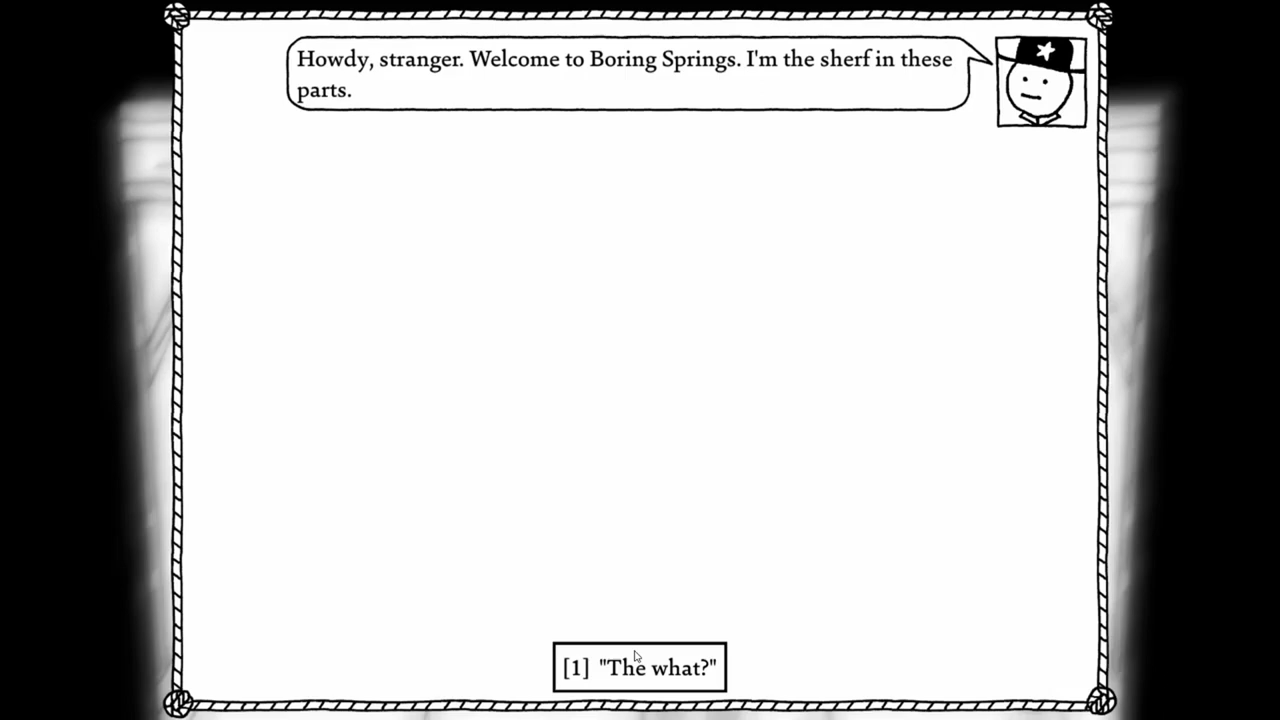 Howdy, stranger. Welcome to Boring Springs. I'm the sherf in these
parts.
[1] "The what?"